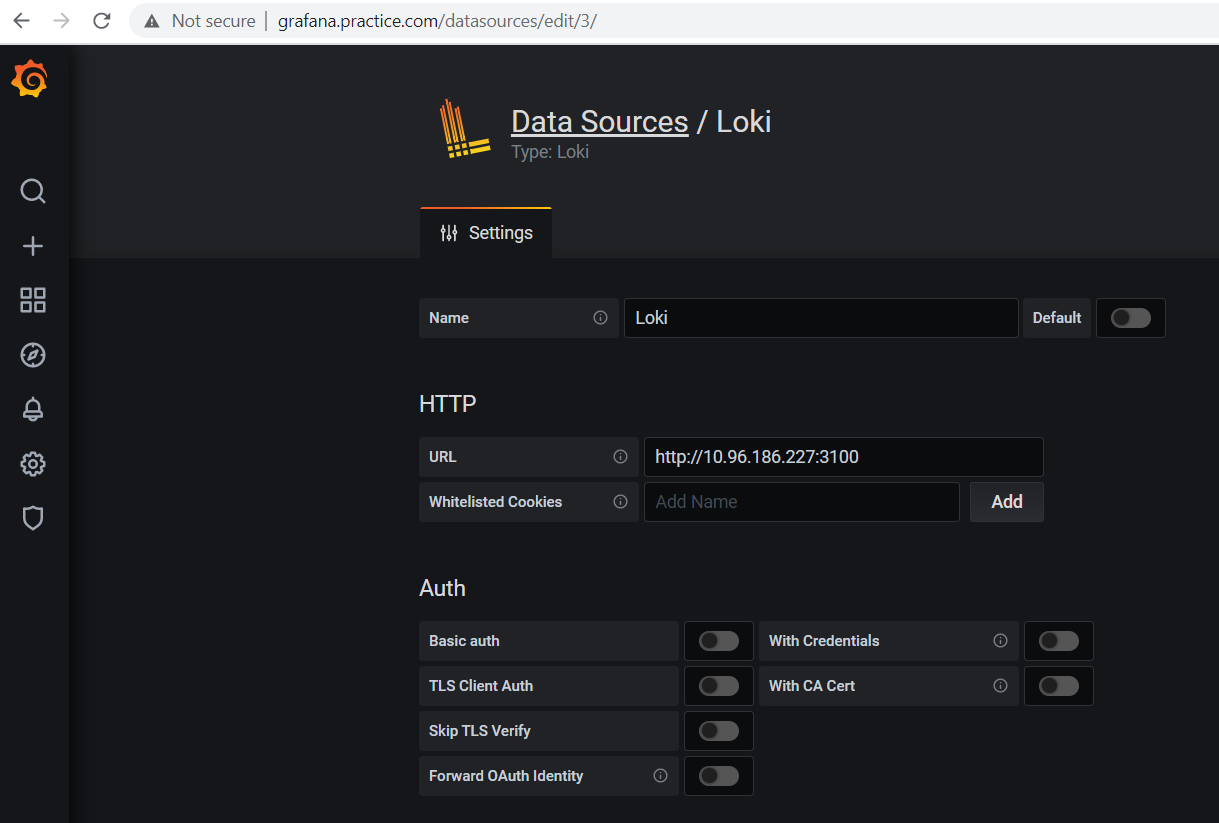 Not secure | grafana.practice.com/datasources/edit/3/
Data Sources / Loki
Type: Loki
Settings
Name Loki Default
HTTP
URL http://10.96.186.227:3100
Whitelisted Cookies Add Name Add
Auth
Basic auth With Credentials
TLS Client Auth With CA Cert
Skip TLS Verify
Forward OAuth Identity